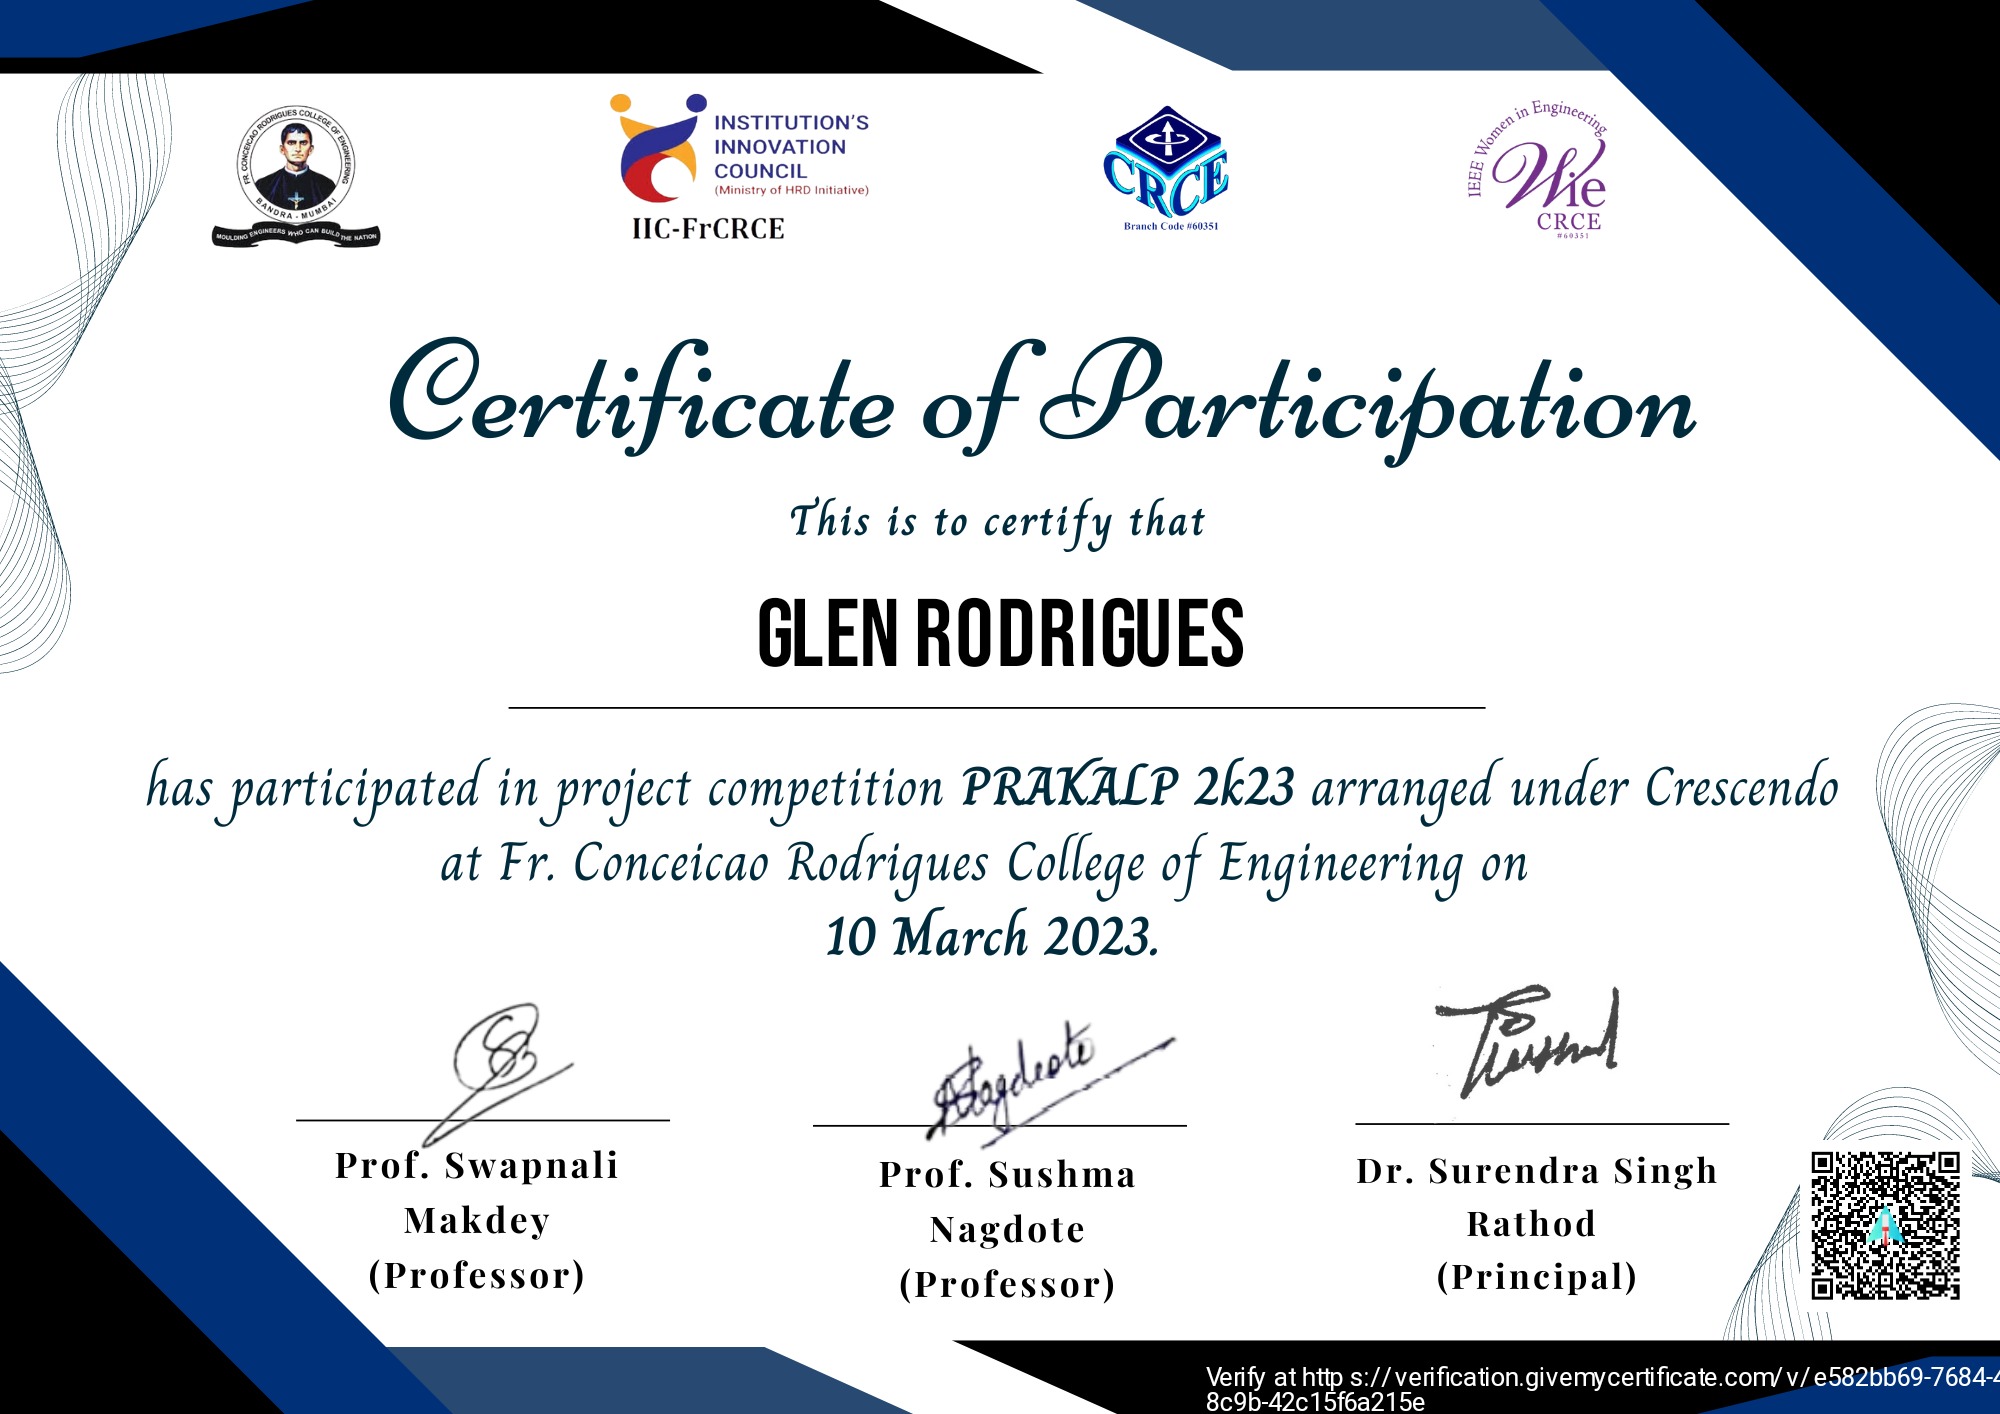 FR. CONCEICAO RODRIGUES COLLEGE OF ENGINEERING
BANDRA - MUMBAI
MOULDING ENGINEERS WHO CAN BUILD THE NATION
INSTITUTION'S
INNOVATION
COUNCIL
(Ministry of HRD Initiative)
IIC-FrCRCE
CRCE
Branch Code #60351
IEEE Women in Engineering
Wie
CRCE
#60351
Certificate of Participation
This is to certify that
GLEN RODRIGUES
has participated in project competition PRAKALP 2k23 arranged under Crescendo
at Fr. Conceicao Rodrigues College of Engineering on
10 March 2023.
Nagdote
Prof. Swapnali
Makdey
(Professor)
Prof. Sushma
Nagdote
(Professor)
Dr. Surendra Singh
Rathod
(Principal)
Verify at http s://verification.givemycertificate.com/v/e582bb69-7684-4
8c9b-42c15f6a215e